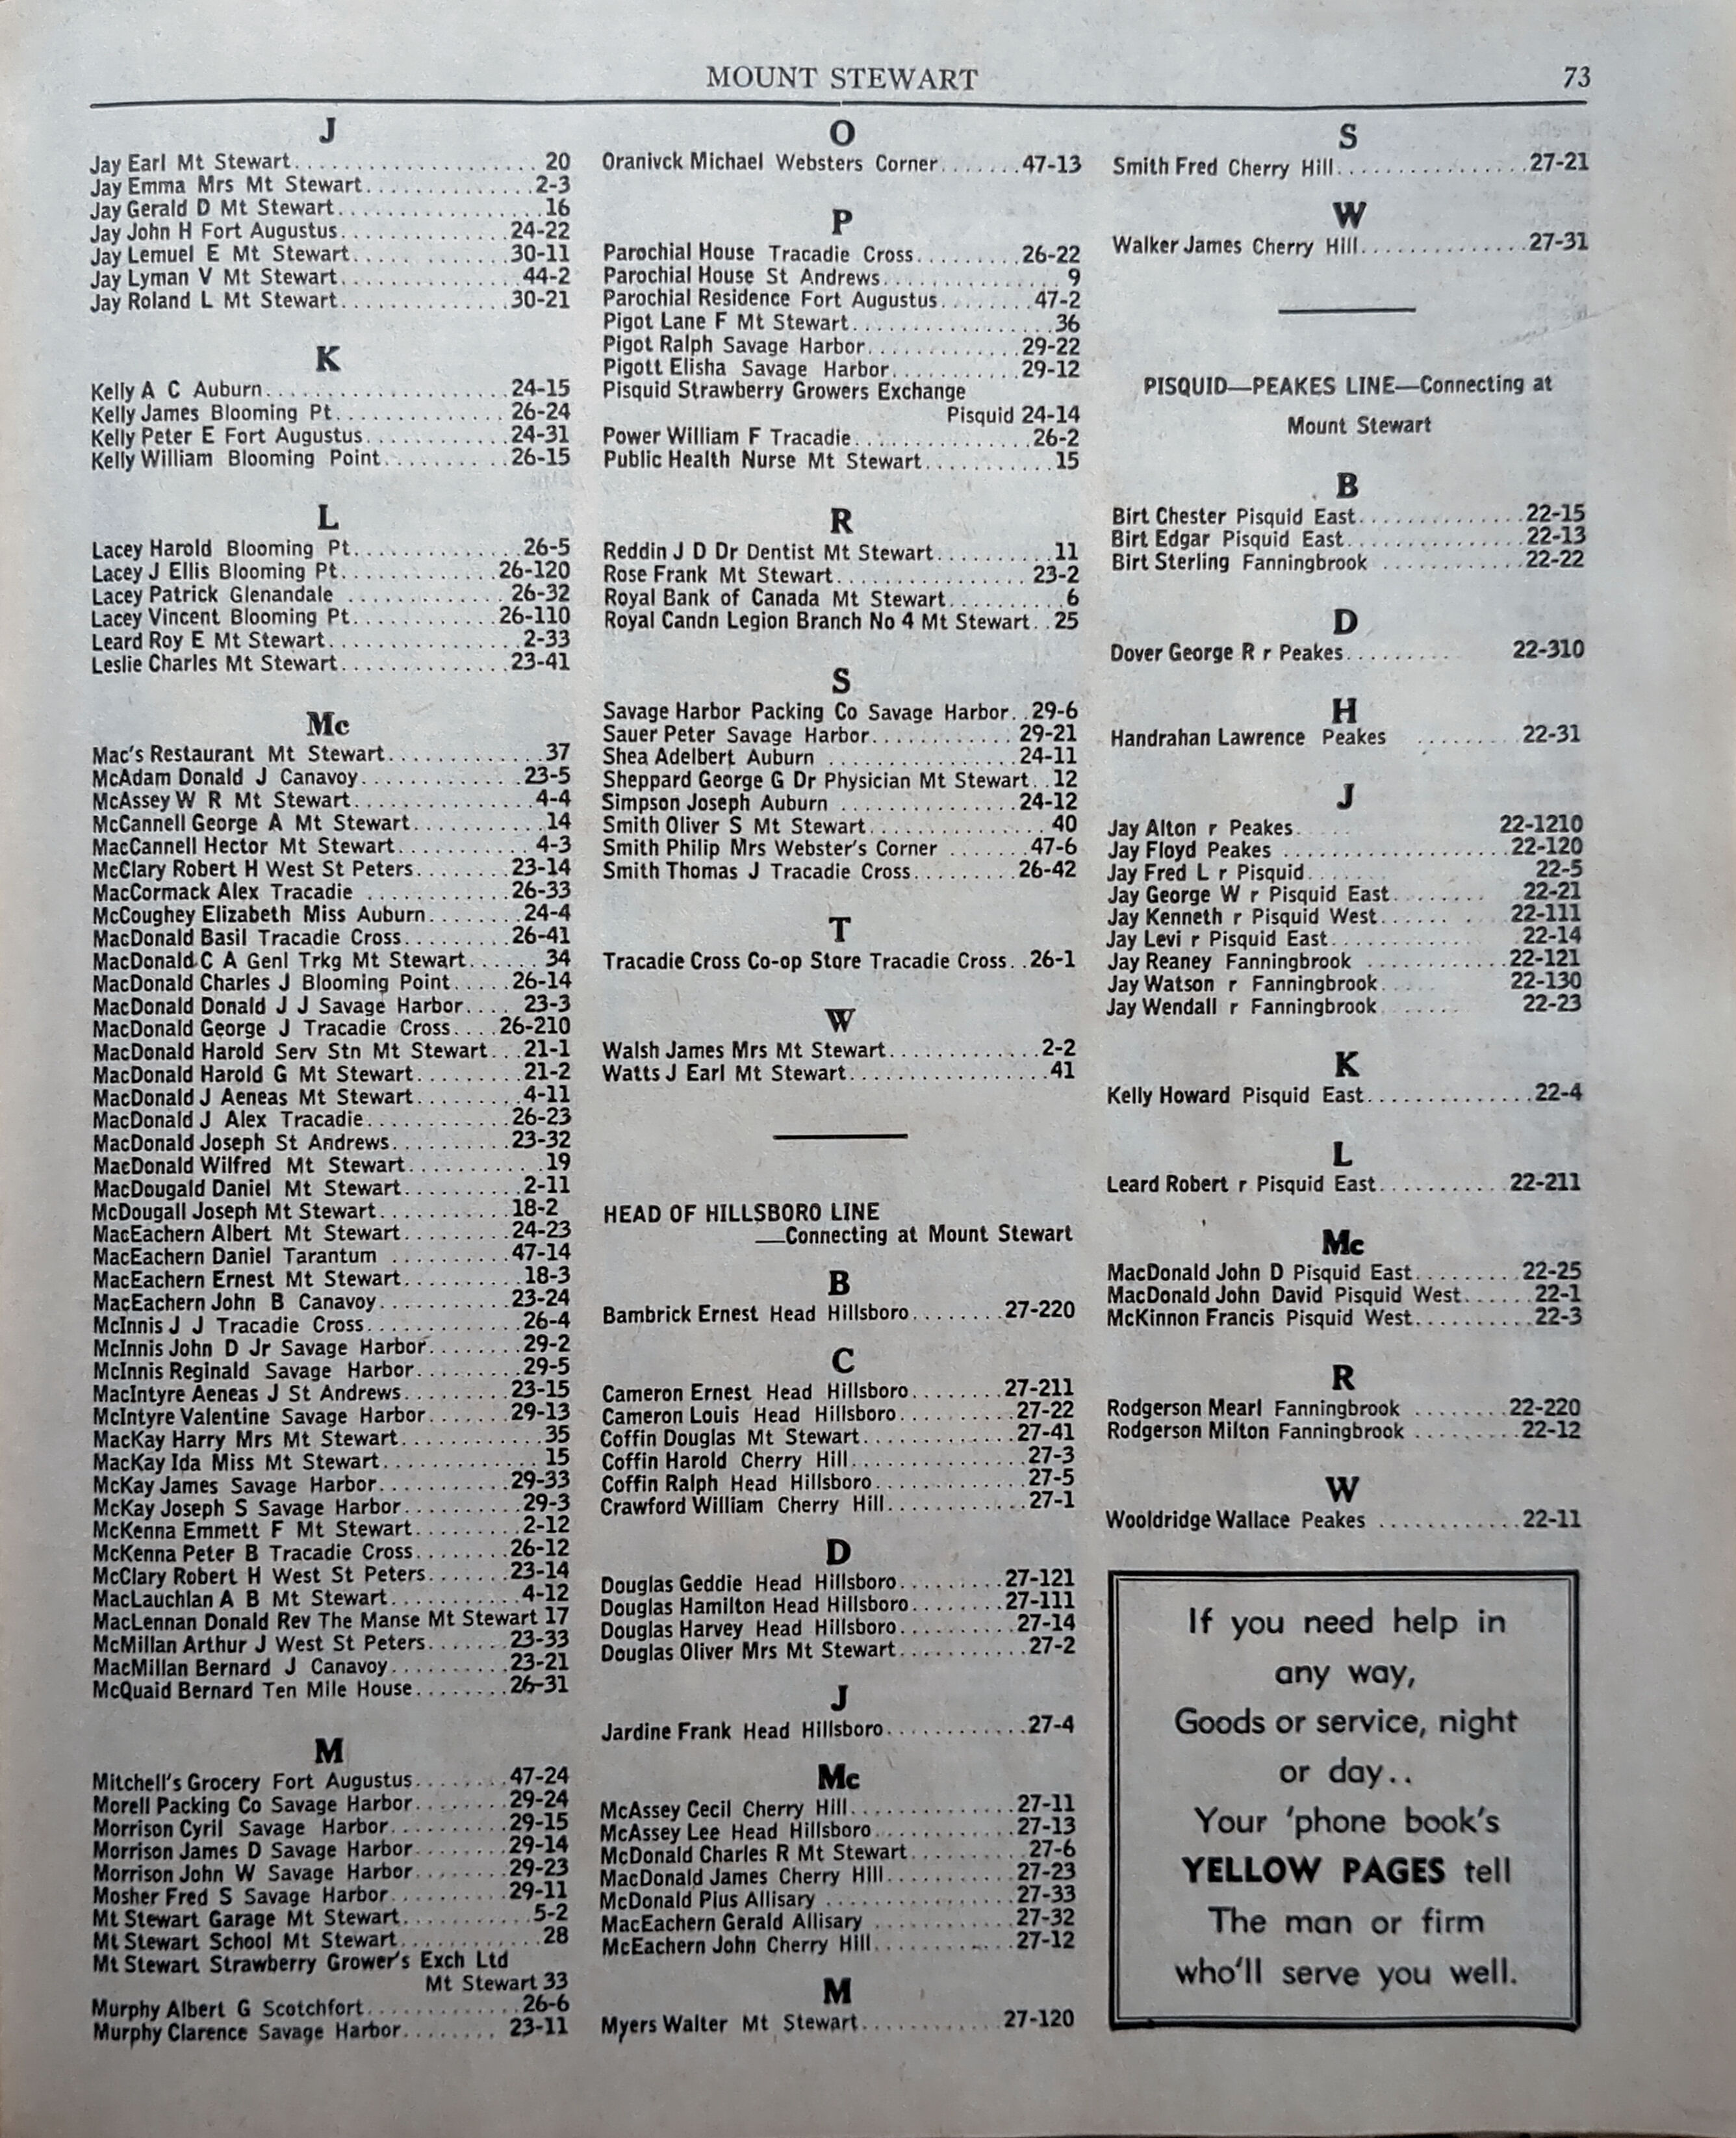 MOUNT STEWART 73
J
Jay Earl Mt Stewart......................20
Jay Emma Mrs Mt Stewart...............2-3
Jay Gerald D Mt Stewart..................16
Jay John H Fort Augustus...............24-22
Jay Lemuel E Mt Stewart..............30-11
Jay Lyman V Mt Stewart................44-2
Jay Roland L Mt Stewart...............30-21
K
Kelly A C Auburn.....................24-15
Kelly James Blooming Pt...............26-24
Kelly Peter E Fort Augustus.............24-31
Kelly William Blooming Point...........26-15
L
Lacey Harold Blooming Pt...............26-5
Lacey J Ellis Blooming Pt.............26-120
Lacey Patrick Glenandale ..............26-32
Lacey Vincent Blooming Pt.............26-110
Leard Roy E Mt Stewart.................2-33
Leslie Charles Mt Stewart...............23-41
Mc
Mac's Restaurant Mt Stewart..............37
McAdam Donald J Canavoy..............23-5
McAssey W R Mt Stewart................4-4
McCannell George A Mt Stewart...........14
MacCannell Hector Mt Stewart............4-3
McClary Robert H West St Peters........23-14
MacCormack Alex Tracadie ............26-33
McCoughey Elizabeth Miss Auburn........24-4
MacDonald Basil Tracadie Cross.........26-41
MacDonald C A Genl Trkg Mt Stewart......34
MacDonald Charles J Blooming Point.....26-14
MacDonald Donald J J Savage Harbor....23-3
MacDonald George J Tracadie Cross....26-210
MacDonald Harold Serv Stn Mt Stewart...21-1
MacDonald Harold G Mt Stewart.........21-2
MacDonald J Aeneas Mt Stewart.........4-11
MacDonald J Alex Tracadie.............26-23
MacDonald Joseph St Andrews..........23-32
MacDonald Wilfred Mt Stewart...........19
MacDougald Daniel Mt Stewart..........2-11
McDougall Joseph Mt Stewart............18-2
MacEachern Albert Mt Stewart..........24-23
MacEachern Daniel Tarantum ..........47-14
MacEachern Ernest Mt Stewart..........18-3
MacEachern John B Canavoy...........23-24
McInnis J J Tracadie Cross.............26-4
McInnis John D Jr Savage Harbor........29-2
McInnis Reginald Savage Harbor.........29-5
MacIntyre Aeneas J St Andrews.........23-15
McIntyre Valentine Savage Harbor.......29-13
MacKay Harry Mrs Mt Stewart............35
MacKay Ida Miss Mt Stewart..............15
McKay James Savage Harbor............29-33
McKay Joseph S Savage Harbor..........29-3
McKenna Emmett F Mt Stewart..........2-12
McKenna Peter B Tracadie Cross........26-12
McClary Robert H West St Peters.......23-14
MacLauchlan A B Mt Stewart...........4-12
MacLennan Donald Rev The Manse Mt Stewart 17
McMillan Arthur J West St Peters.......23-33
MacMillan Bernard J Canavoy..........23-21
McQuaid Bernard Ten Mile House........26-31
M
Mitchell's Grocery Fort Augustus........47-24
Morell Packing Co Savage Harbor........29-24
Morrison Cyril Savage Harbor..........29-15
Morrison James D Savage Harbor........29-14
Morrison John W Savage Harbor........29-23
Mosher Fred S Savage Harbor..........29-11
Mt Stewart Garage Mt Stewart............5-2
Mt Stewart School Mt Stewart............28
Mt Stewart Strawberry Grower's Exch Ltd
Mt Stewart 33
Murphy Albert G Scotchfort..............26-6
Murphy Clarence Savage Harbor........23-11
O
Oranivck Michael Websters Corner.......47-13
P
Parochial House Tracadie Cross.........26-22
Parochial House St Andrews................9
Parochial Residence Fort Augustus........47-2
Pigot Lane F Mt Stewart..................36
Pigot Ralph Savage Harbor.............29-22
Pigott Elisha Savage Harbor...........29-12
Pisquid Strawberry Growers Exchange
Pisquid 24-14
Power William F Tracadie................26-2
Public Health Nurse Mt Stewart...........15
R
Reddin J D Dr Dentist Mt Stewart..........11
Rose Frank Mt Stewart.................23-2
Royal Bank of Canada Mt Stewart..........6
Royal Candn Legion Branch No 4 Mt Stewart..25
S
Savage Harbor Packing Co Savage Harbor..29-6
Sauer Peter Savage Harbor............29-21
Shea Adelbert Auburn ................24-11
Sheppard George G Dr Physician Mt Stewart..12
Simpson Joseph Auburn ...............24-12
Smith Oliver S Mt Stewart................40
Smith Philip Mrs Webster's Corner .......47-6
Smith Thomas J Tracadie Cross.........26-42
T
Tracadie Cross Co-op Store Tracadie Cross..26-1
W
Walsh James Mrs Mt Stewart.............2-2
Watts J Earl Mt Stewart..................41
HEAD OF HILLSBORO LINE
—Connecting at Mount Stewart
B
Bambrick Ernest Head Hillsboro........27-220
C
Cameron Ernest Head Hillsboro........27-211
Cameron Louis Head Hillsboro..........27-22
Coffin Douglas Mt Stewart.............27-41
Coffin Harold Cherry Hill...............27-3
Coffin Ralph Head Hillsboro.............27-5
Crawford William Cherry Hill............27-1
D
Douglas Geddie Head Hillsboro.........27-121
Douglas Hamilton Head Hillsboro........27-111
Douglas Harvey Head Hillsboro..........27-14
Douglas Oliver Mrs Mt Stewart...........27-2
J
Jardine Frank Head Hillsboro............27-4
Mc
McAssey Cecil Cherry Hill..............27-11
McAssey Lee Head Hillsboro............27-13
McDonald Charles R Mt Stewart..........27-6
MacDonald James Cherry Hill...........27-23
McDonald Pius Allisary ................27-33
MacEachern Gerald Allisary ............27-32
McEachern John Cherry Hill............27-12
M
Myers Walter Mt Stewart............27-120
S
Smith Fred Cherry Hill................27-21
W
Walker James Cherry Hill..............27-31
PISQUID—PEAKES LINE—Connecting at
Mount Stewart
B
Birt Chester Pisquid East..............22-15
Birt Edgar Pisquid East...............22-13
Birt Sterling Fanningbrook ............22-22
D
Dover George R r Peakes.......... 22-310
H
Handrahan Lawrence Peakes ........22-31
J
Jay Alton r Peakes..... 22-1210
Jay Floyd Peakes ....................22-120
Jay Fred L r Pisquid........ 22-5
Jay George W r Pisquid East........ 22-21
Jay Kenneth r Pisquid West....... 22-111
Jay Levi r Pisquid East............ 22-14
Jay Reaney Fanningbrook ............22-121
Jay Watson r Fanningbrook..... 22-130
Jay Wendall r Fanningbrook....... 22-23
K
Kelly Howard Pisquid East..............22-4
L
Leard Robert r Pisquid East...........22-211
Mc
MacDonald John D Pisquid East.........22-25
MacDonald John David Pisquid West......22-1
McKinnon Francis Pisquid West..........22-3
R
Rodgerson Mearl Fanningbrook ........22-220
Rodgerson Milton Fanningbrook .........22-12
W
Wooldridge Wallace Peakes ............22-11
If you need help in
any way,
Goods or service, night
or day..
Your 'phone book's
YELLOW PAGES tell
The man or firm
who'll serve you well.